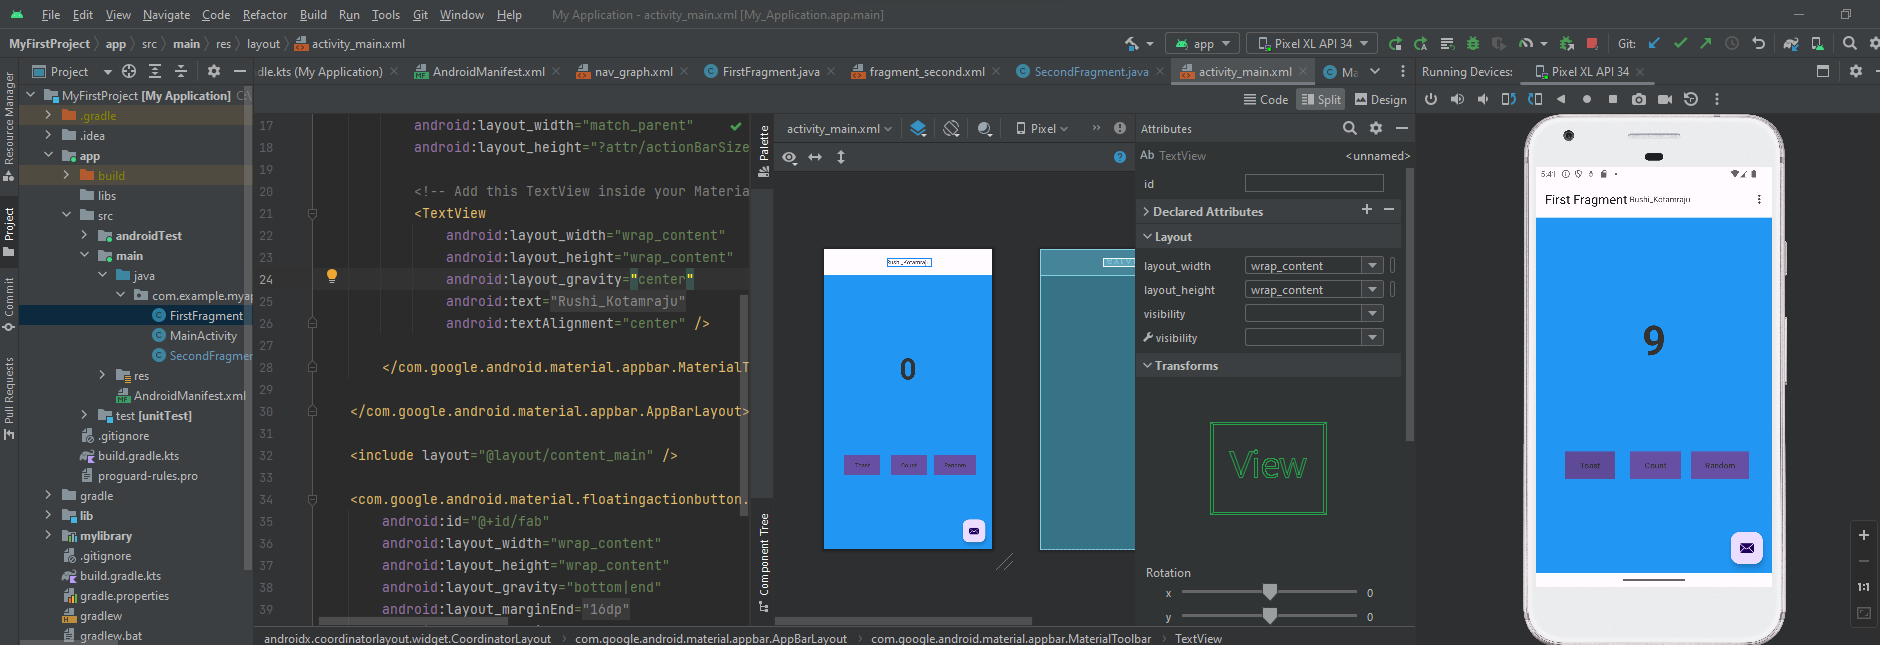 File Edit View Navigate Code Refactor Build Run Tools Git Window Help My Application - activity_main.xml [My_Application.app.main]
MyFirstProject app src main res layout activity_main.xml app Pixel XL API 34 Git:
Project dle.kts (My Application) AndroidManifest.xml nav_graph.xml FirstFragment.java fragment_second.xml SecondFragment.java activity_main.xml Ma Running Devices: Pixel XL API 34
Code Split Design
Resource Manager
Project
Commit
Pull Requests
MyFirstProject [My Application] C:\
.gradle
.idea
app
build
libs
src
androidTest
main
java
com.example.mya
FirstFragment
MainActivity
SecondFragmen
res
AndroidManifest.xml
test [unitTest]
.gitignore
build.gradle.kts
proguard-rules.pro
gradle
lib
mylibrary
.gitignore
build.gradle.kts
gradle.properties
gradlew
gradlew.bat
17 android:layout_width="match_parent"
18 android:layout_height="?attr/actionBarSize
19
20 <!-- Add this TextView inside your Materia
21 <TextView
22 android:layout_width="wrap_content"
23 android:layout_height="wrap_content"
24 android:layout_gravity="center"
25 android:text="Rushi_Kotamraju"
26 android:textAlignment="center" />
27
28 </com.google.android.material.appbar.MaterialT
29
30 </com.google.android.material.appbar.AppBarLayout>
31
32 <include layout="@layout/content_main" />
33
34 <com.google.android.material.floatingactionbutton.
35 android:id="@+id/fab"
36 android:layout_width="wrap_content"
37 android:layout_height="wrap_content"
38 android:layout_gravity="bottom|end"
39 android:layout_marginEnd="16dp"
androidx.coordinatorlayout.widget.CoordinatorLayout com.google.android.material.appbar.AppBarLayout com.google.android.material.appbar.MaterialToolbar TextView
Palette
Component Tree
activity_main.xml Pixel
0
Toast Count Random
Attributes
Ab TextView <unnamed>
id
Declared Attributes
Layout
layout_width wrap_content
layout_height wrap_content
visibility
visibility
Transforms
View
Rotation
x 0
y 0
5:41
First Fragment Rushi_Kotamraju
9
Toast Count Random
1:1